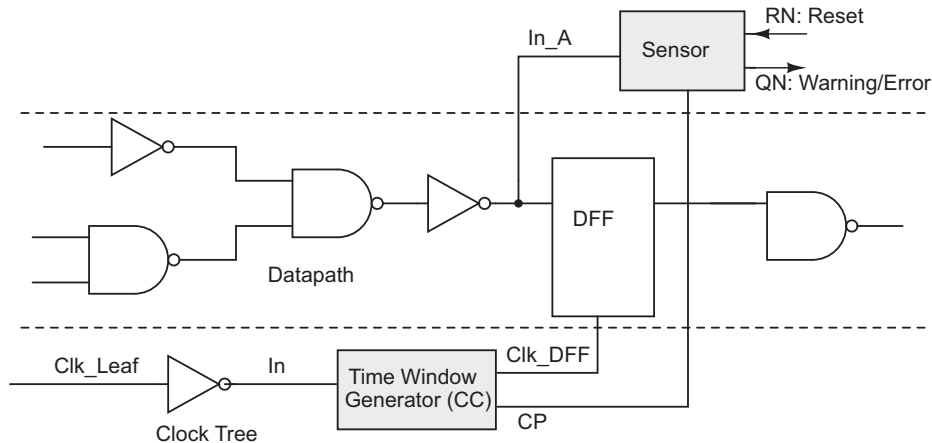 RN: Reset
In_A
Sensor
QN: Warning/Error
DFF
Datapath
Clk_Leaf
In
Clk_DFF
Time Window
Generator (CC)
CP
Clock Tree